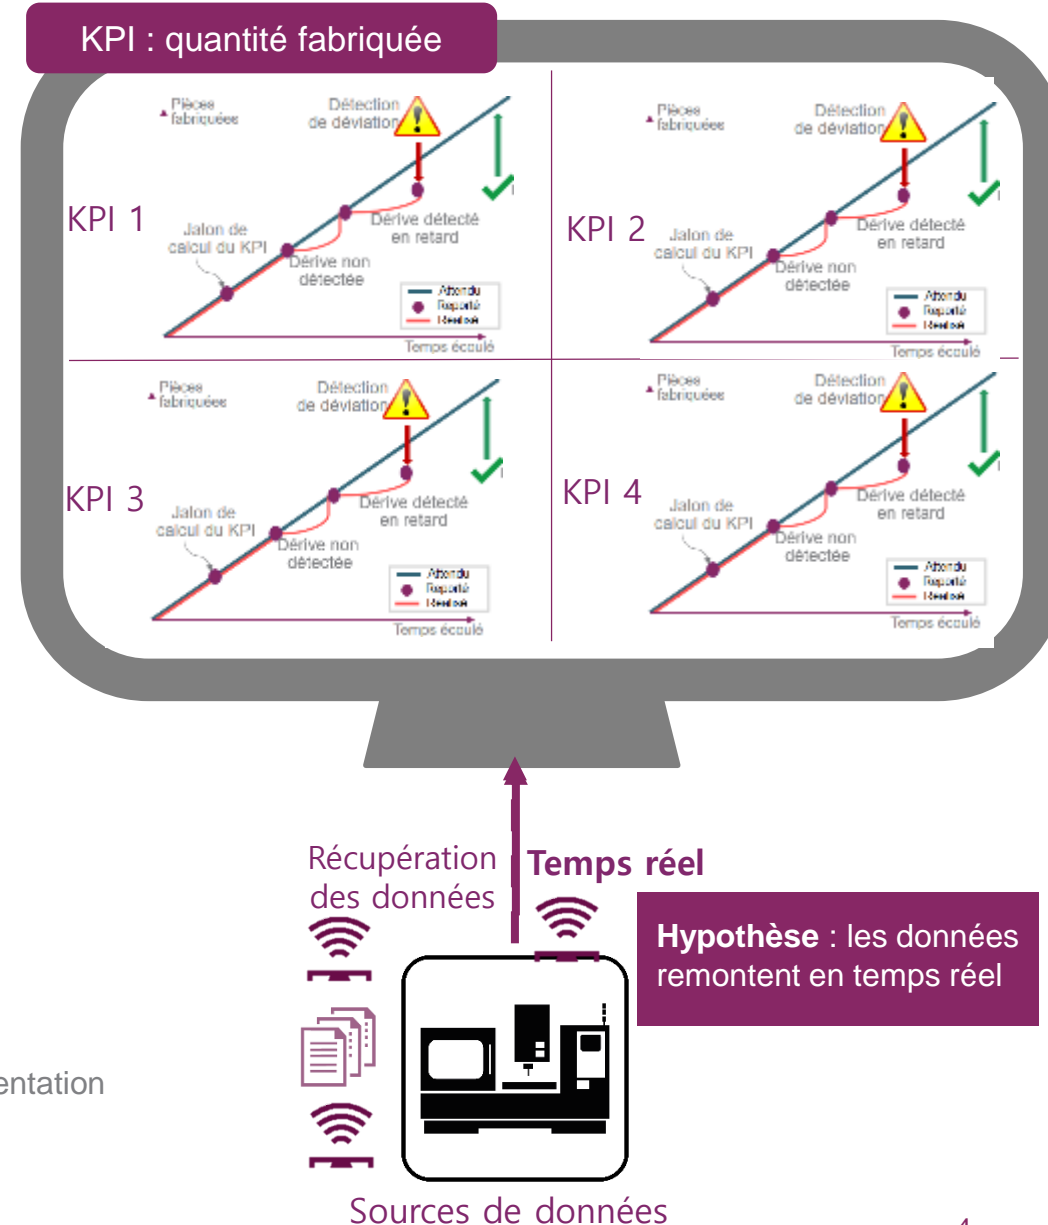 KPI : quantité fabriquée
Pièces
fabriquées
Détection
de déviation
KPI 1
Jalon de
calcul du KPI
Dérive détecté
en retard
Dérive non
détectée
Attendu
Reporté
Réalisé
Temps écoulé
Pièces
fabriquées
Détection
de déviation
KPI 2
Jalon de
calcul du KPI
Dérive détecté
en retard
Dérive non
détectée
Attendu
Reporté
Réalisé
Temps écoulé
Pièces
fabriquées
Détection
de déviation
KPI 3
Jalon de
calcul du KPI
Dérive détecté
en retard
Dérive non
détectée
Attendu
Reporté
Réalisé
Temps écoulé
Pièces
fabriquées
Détection
de déviation
KPI 4
Jalon de
calcul du KPI
Dérive détecté
en retard
Dérive non
détectée
Attendu
Reporté
Réalisé
Temps écoulé
Récupération
des données
Temps réel
Hypothèse : les données
remontent en temps réel
entation
Sources de données